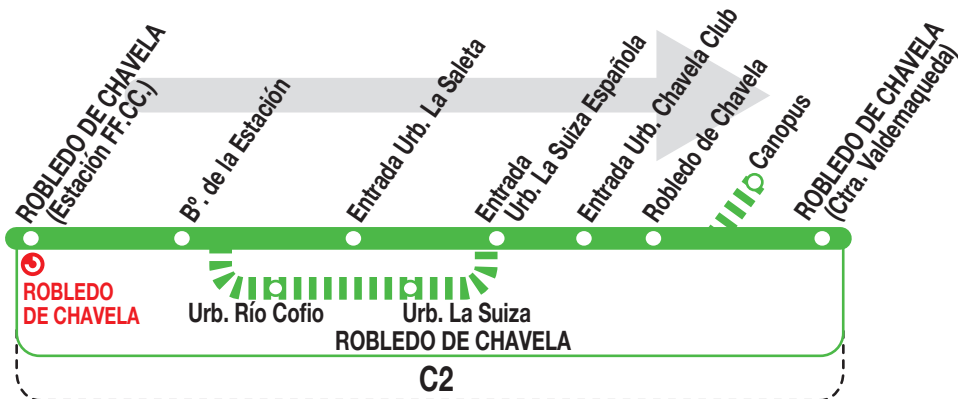 ROBLEDO DE CHAVELA
(Estación FF.CC.)
Bº. de la Estación
Entrada Urb. La Saleta
Entrada
Urb. La Suiza Española
Entrada Urb. Chavela Club
Robledo de Chavela
Canopus
ROBLEDO DE CHAVELA
(Ctra. Valdemaqueda)
ROBLEDO
DE CHAVELA
Urb. Río Cofio
Urb. La Suiza
ROBLEDO DE CHAVELA
C2